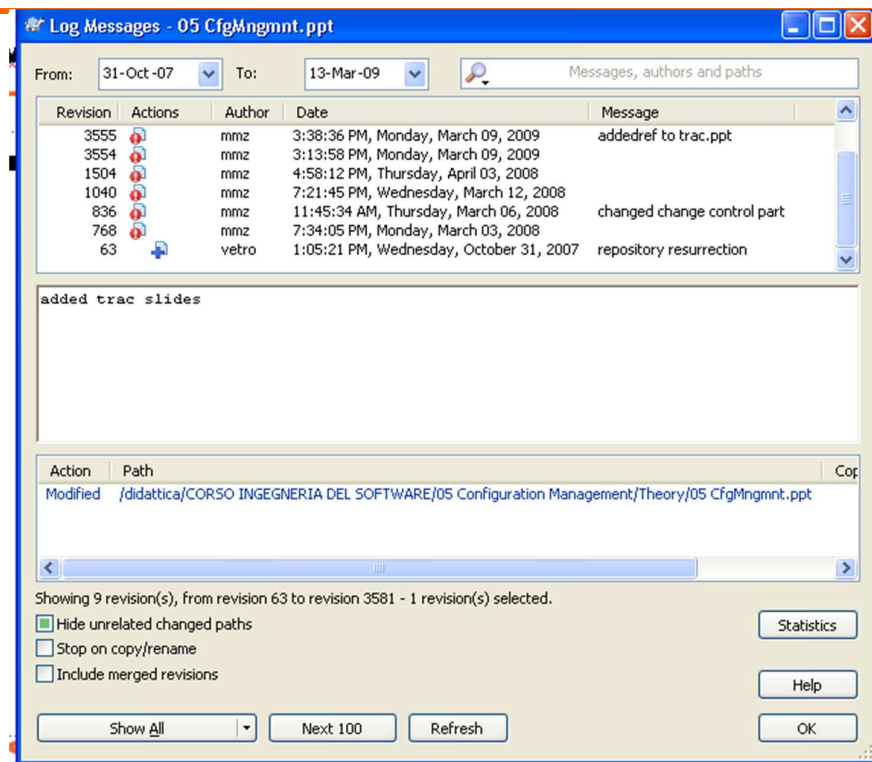 Log Messages - 05 CfgMngmnt.ppt
From: 31-Oct-07 To: 13-Mar-09 Messages, authors and paths
Revision Actions Author Date Message
3555 mmz 3:38:36 PM, Monday, March 09, 2009 addedref to trac.ppt
3554 mmz 3:13:58 PM, Monday, March 09, 2009
1504 mmz 4:58:12 PM, Thursday, April 03, 2008
1040 mmz 7:21:45 PM, Wednesday, March 12, 2008
836 mmz 11:45:34 AM, Thursday, March 06, 2008 changed change control part
768 mmz 7:34:05 PM, Monday, March 03, 2008
63 vetro 1:05:21 PM, Wednesday, October 31, 2007 repository resurrection
added trac slides
Action Path Cop
Modified /didattica/CORSO INGEGNERIA DEL SOFTWARE/05 Configuration Management/Theory/05 CfgMngmnt.ppt
Showing 9 revision(s), from revision 63 to revision 3581 - 1 revision(s) selected.
Hide unrelated changed paths
Statistics
Stop on copy/rename
Include merged revisions
Help
Show All Next 100 Refresh OK